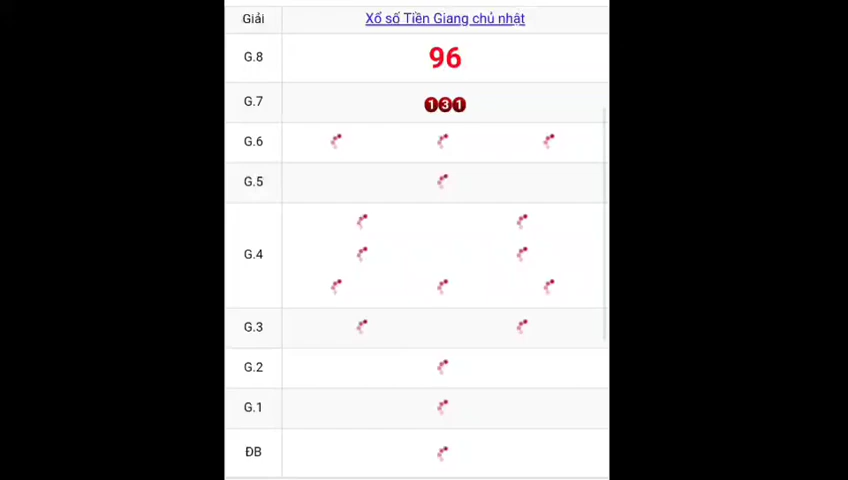 Giải Xổ số Tiền Giang chủ nhật
G.8 96
G.7 131
G.6
G.5
G.4
G.3
G.2
G.1
ĐB